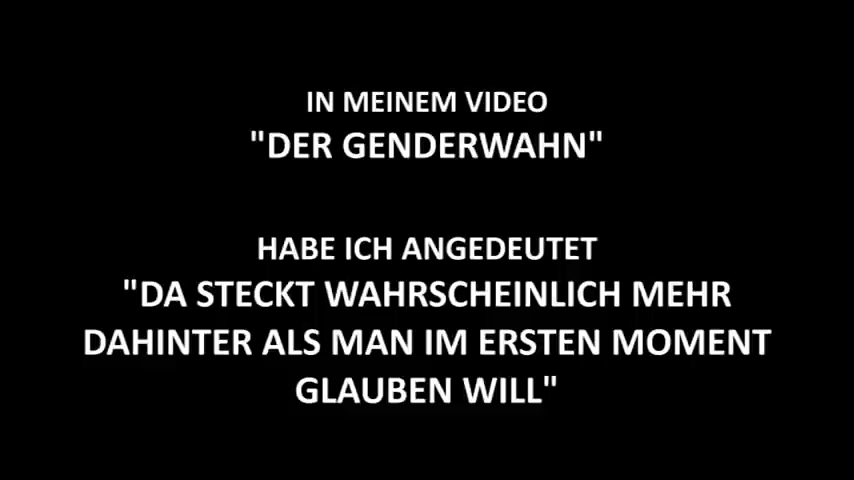 IN MEINEM VIDEO
"DER GENDERWAHN"
HABE ICH ANGEDEUTET
"DA STECKT WAHRSCHEINLICH MEHR
DAHINTER ALS MAN IM ERSTEN MOMENT
GLAUBEN WILL"